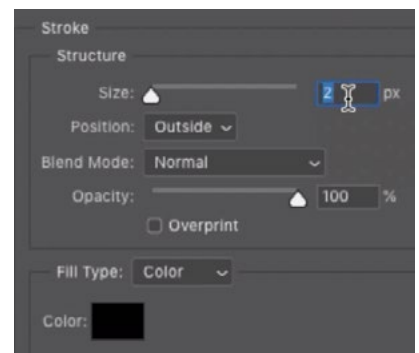 Stroke
Structure
Size: 2 px
Position: Outside
Blend Mode: Normal
Opacity: 100 %
Overprint
Fill Type: Color
Color: